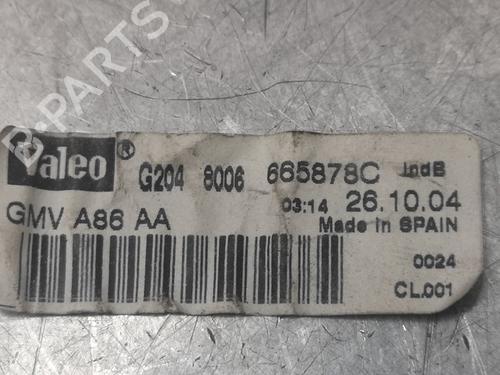 B-PARTS
Valeo ® G204 8006 665878C IndB
03:14 26.10.04
GMV A86 AA Made in SPAIN
0024
CL.001